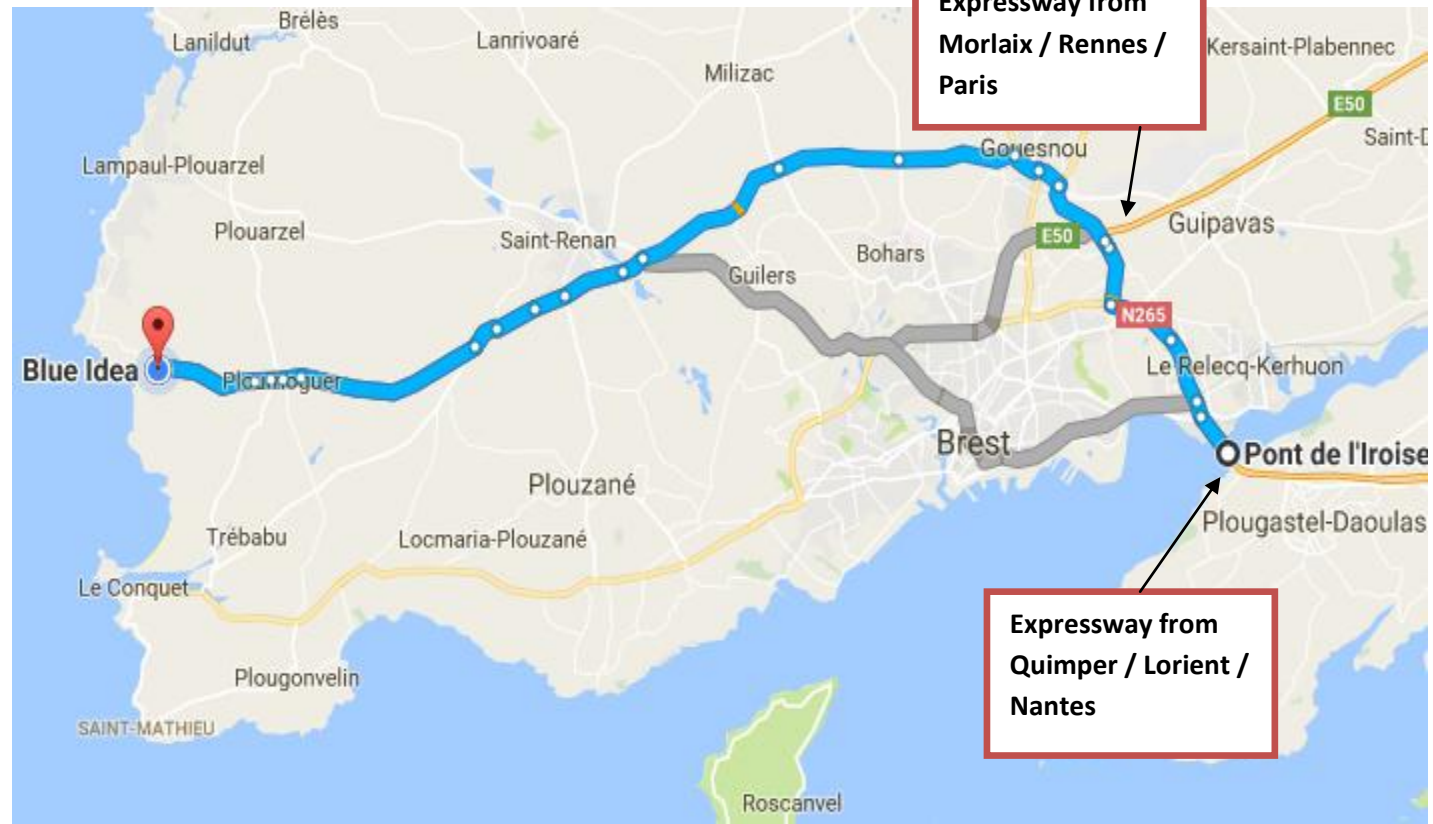 Expressway from
Morlaix / Rennes /
Paris
Brélès
Lanildut
Lanrivoaré
Milizac
Kersaint-Plabennec
E50
Saint-D
Gouesnou
Lampaul-Plouarzel
Plouarzel
Saint-Renan
Guipavas
E50
Bohars
Guilers
N265
Blue Idea
Le Relecq-Kerhuon
Brest
Pont de l'Iroise
Plouzané
Plougastel-Daoulas
Trébabu
Locmaria-Plouzané
Le Conquet
Expressway from
Quimper / Lorient /
Nantes
Plougonvelin
SAINT-MATHIEU
Roscanvel